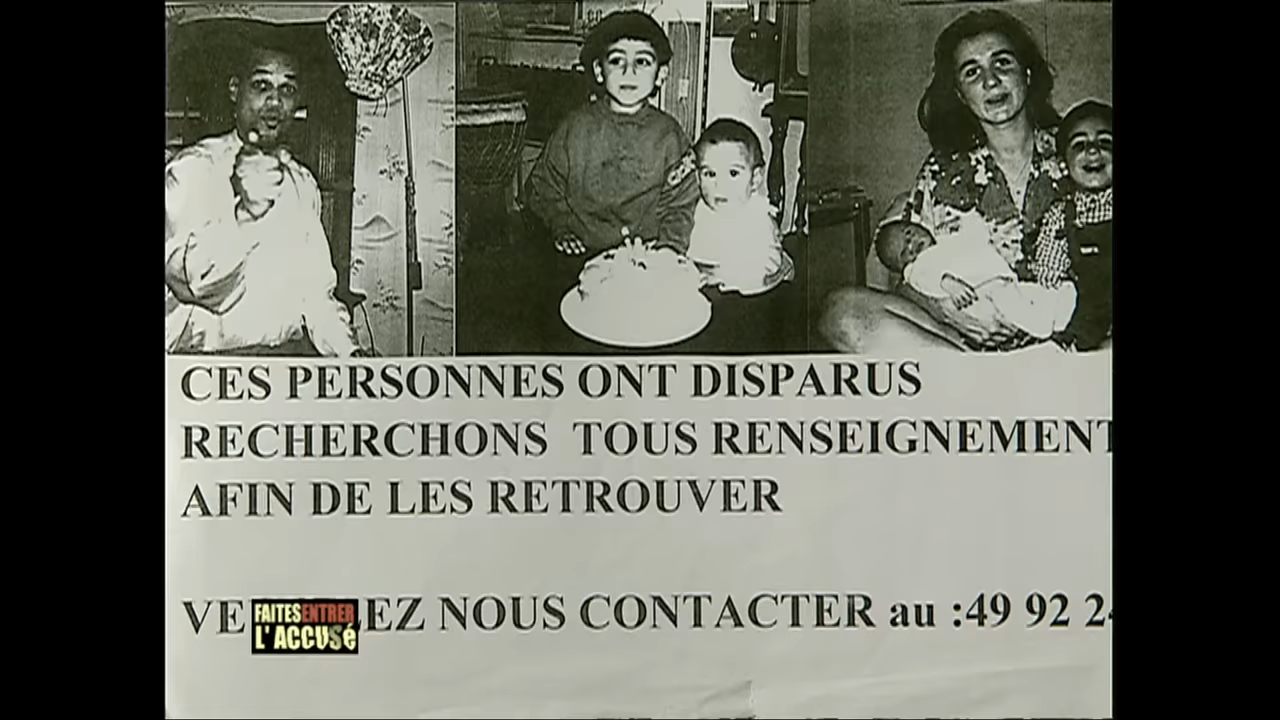 CES PERSONNES ONT DISPARUS
RECHERCHONS TOUS RENSEIGNEMENT
AFIN DE LES RETROUVER
VE EZ NOUS CONTACTER au :49 92 2
FAITES ENTRER
L'ACCUSé